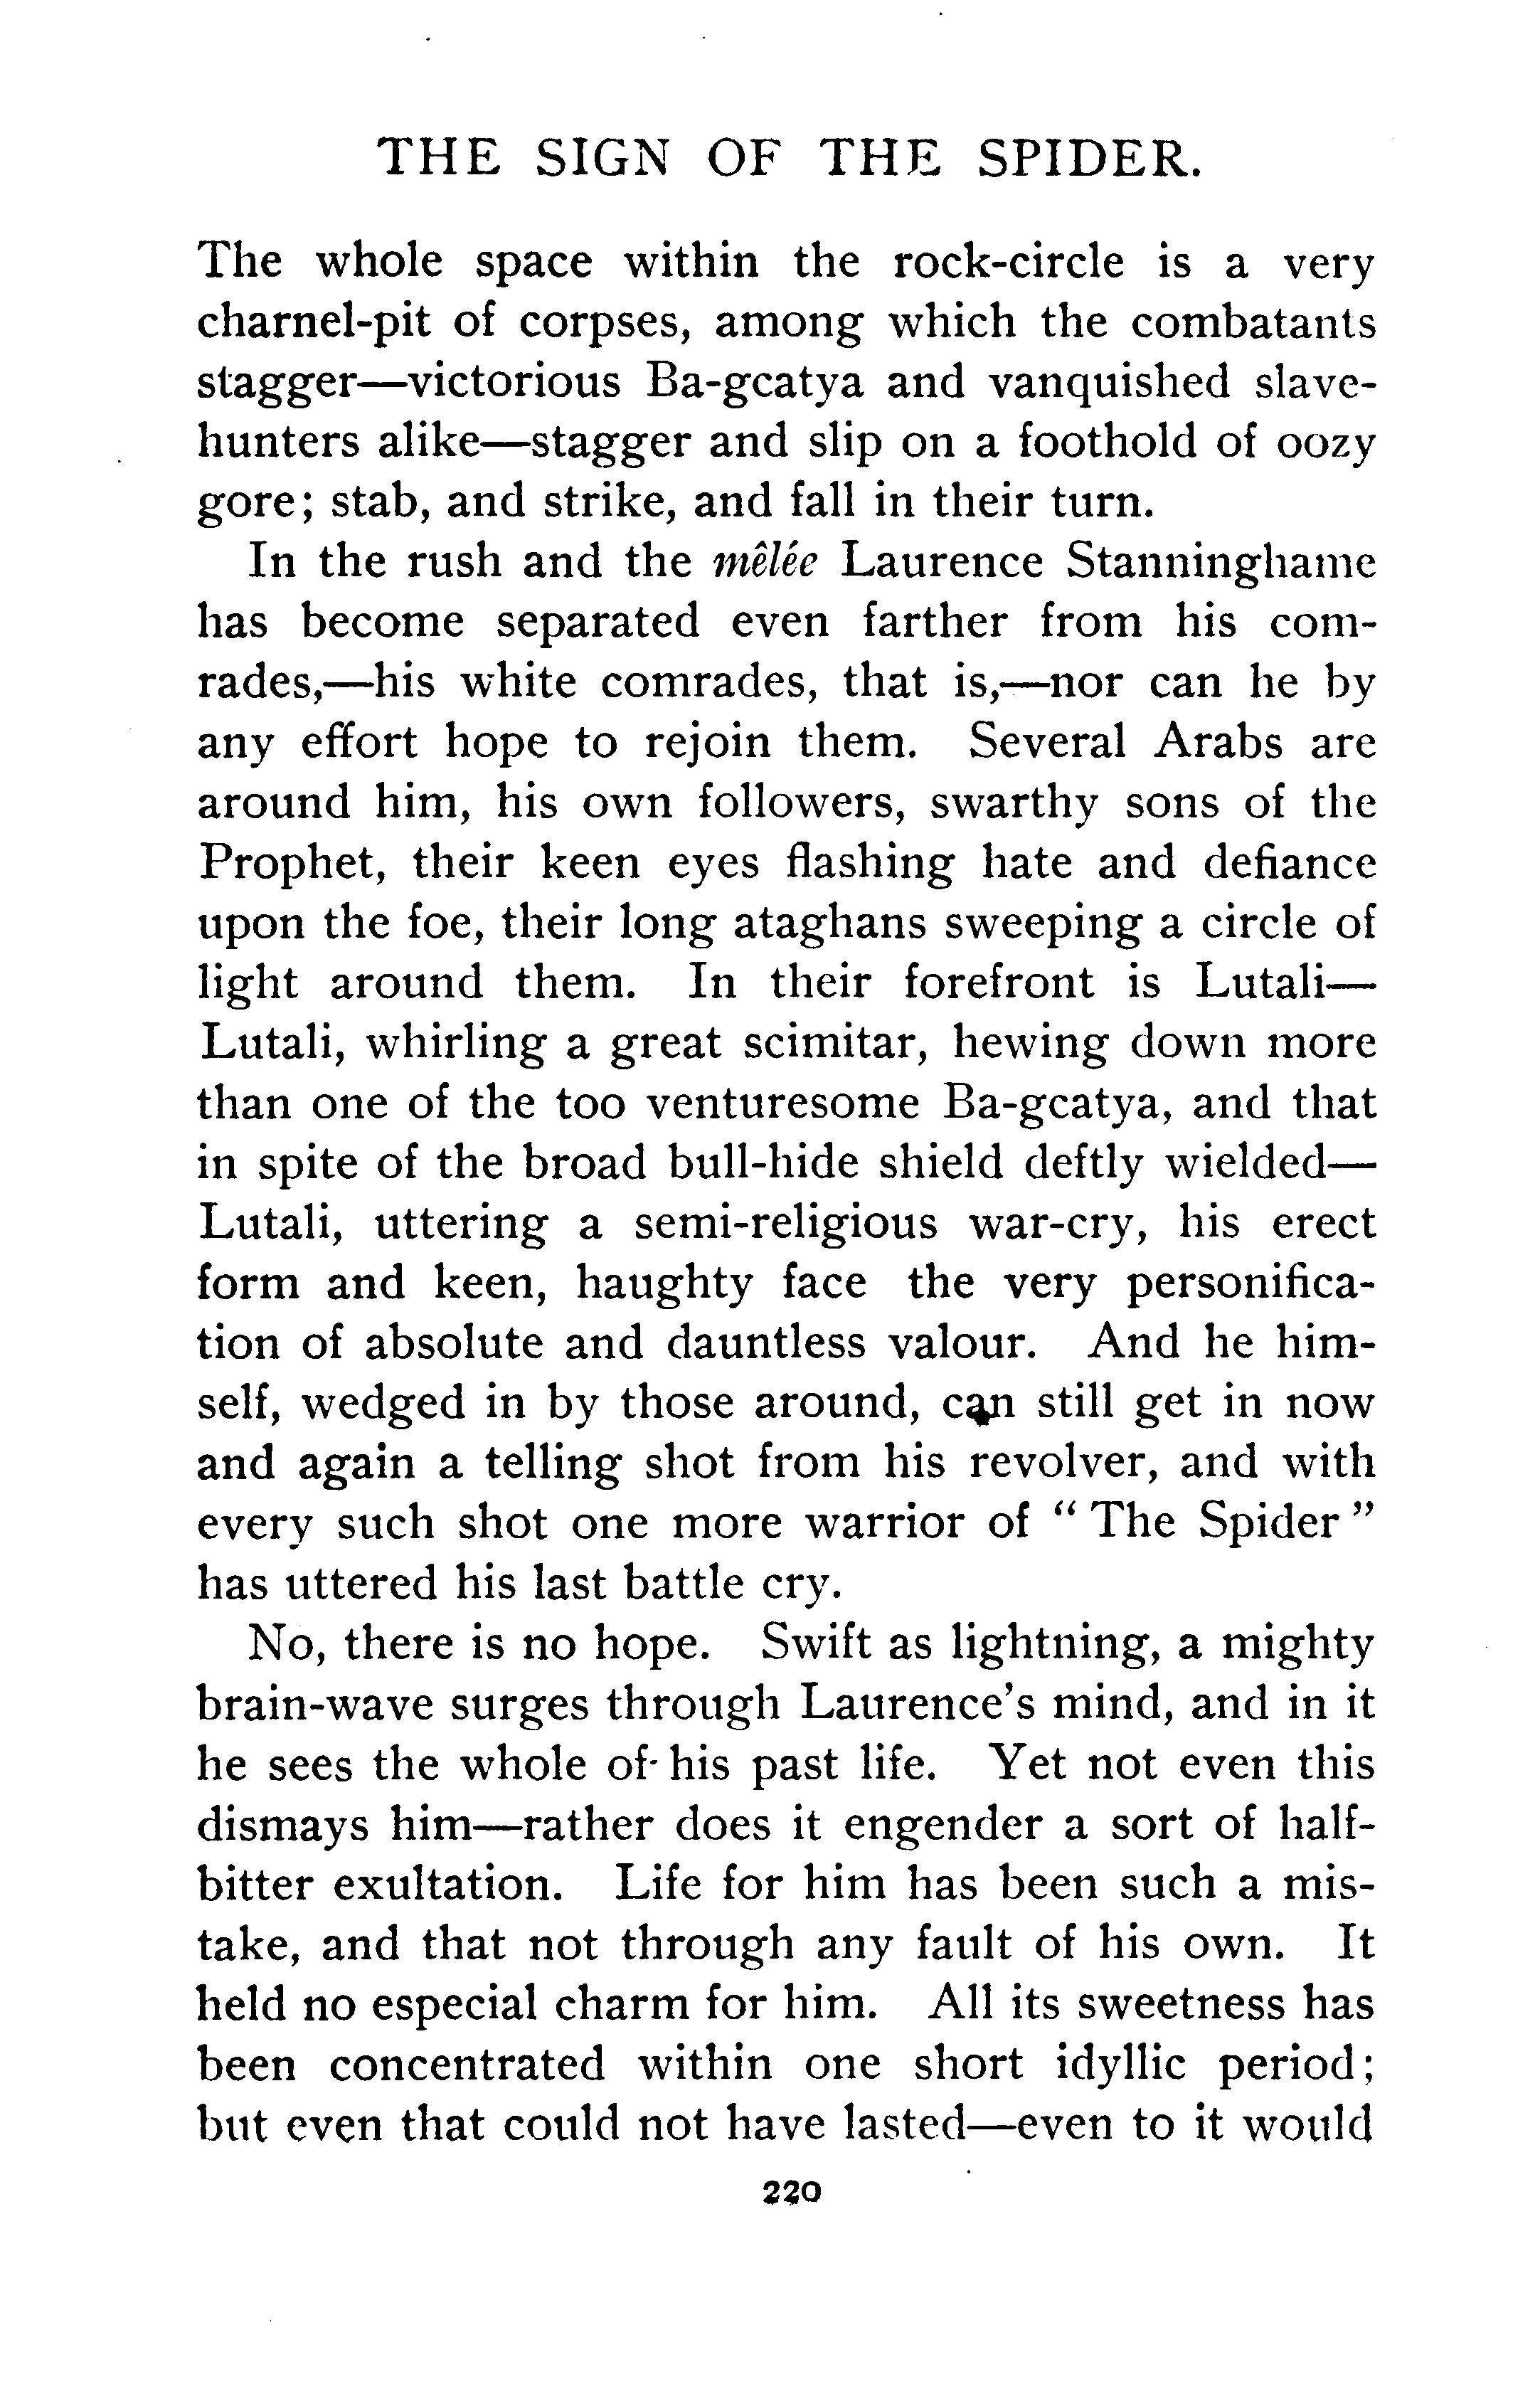 THE SIGN OF THE SPIDER.
The whole space within the rock-circle is a very
charnel-pit of corpses, among which the combatants
stagger—victorious Ba-gcatya and vanquished slave-
hunters alike—stagger and slip on a foothold of oozy
gore; stab, and strike, and fall in their turn.
In the rush and the mêlée Laurence Stanninghame
has become separated even farther from his com-
rades,—his white comrades, that is,—nor can he by
any effort hope to rejoin them. Several Arabs are
around him, his own followers, swarthy sons of the
Prophet, their keen eyes flashing hate and defiance
upon the foe, their long ataghans sweeping a circle of
light around them. In their forefront is Lutali—
Lutali, whirling a great scimitar, hewing down more
than one of the too venturesome Ba-gcatya, and that
in spite of the broad bull-hide shield deftly wielded—
Lutali, uttering a semi-religious war-cry, his erect
form and keen, haughty face the very personifica-
tion of absolute and dauntless valour. And he him-
self, wedged in by those around, can still get in now
and again a telling shot from his revolver, and with
every such shot one more warrior of " The Spider "
has uttered his last battle cry.
No, there is no hope. Swift as lightning, a mighty
brain-wave surges through Laurence's mind, and in it
he sees the whole of his past life. Yet not even this
dismays him—rather does it engender a sort of half-
bitter exultation. Life for him has been such a mis-
take, and that not through any fault of his own. It
held no especial charm for him. All its sweetness has
been concentrated within one short idyllic period;
but even that could not have lasted—even to it would
220